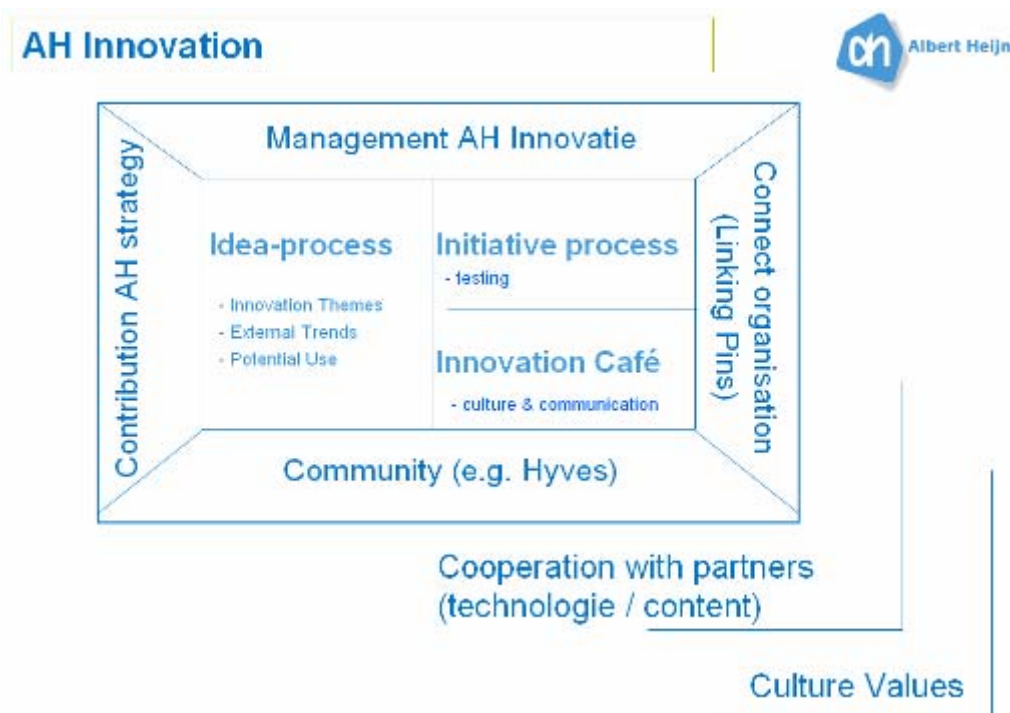 AH Innovation
ah
Albert Heijn
Management AH Innovatie
Contribution AH strategy
Idea-process
- Innovation Themes
- External Trends
- Potential Use
Initiative process
- testing
Innovation Café
- culture & communication
Connect organisation
(Linking Pins)
Community (e.g. Hyves)
Cooperation with partners
(technologie / content)
Culture Values